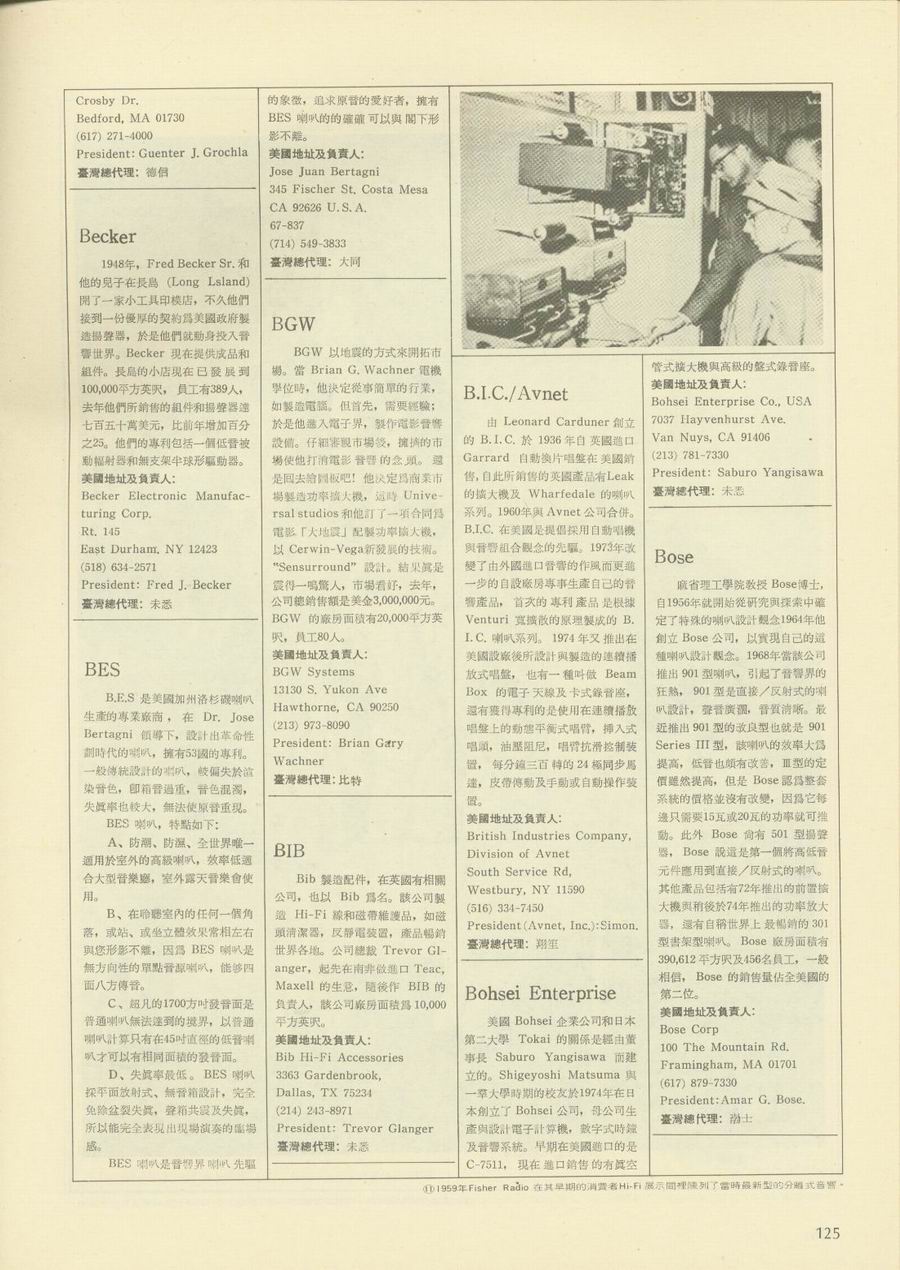 Crosby Dr.
Bedford, MA 01730
(617) 271-4000
President: Guenter J. Grochla
臺灣總代理：德侶
Becker
1948年，Fred Becker Sr. 和
他的兒子在長島 (Long Lsland)
開了一家小工具印模店，不久他們
接到一份優厚的契約爲美國政府製
造揚聲器，於是他們就動身投入音
響世界。Becker 現在提供成品和
組件。長島的小店現在已發展到
100,000平方英呎，員工有389人，
去年他們所銷售的組件和揚聲器達
七百五十萬美元，比前年增加百分
之25。他們的專利包括一個低音被
動輻射器和無支架半球形驅動器。
美國地址及負責人：
Becker Electronic Manufac-
turing Corp.
Rt. 145
East Durham. NY 12423
(518) 634-2571
President: Fred J. Becker
臺灣總代理：未悉
BES
B.E.S 是美國加州洛杉磯喇叭
生產的專業廠商，在 Dr. Jose
Bertagni 領導下，設計出革命性
劃時代的喇叭，擁有53國的專利。
一般傳統設計的喇叭，較偏失於渲
染音色，卽箱音過重，音色混濁，
失眞率也較大，無法使原音重現。
BES 喇叭，特點如下：
A、防潮、防濕、全世界唯一
適用於室外的高級喇叭，效率低適
合大型音樂廳，室外露天音樂會使
用。
B、在聆聽室內的任何一個角
落，或站、或坐立體效果常相左右
與您形影不離，因爲 BES 喇叭是
無方向性的單點音源喇叭，能够四
面八方傳音。
C、超凡的1700方吋發音面是
普通喇叭無法達到的境界，以普通
喇叭計算只有在45吋直徑的低音喇
叭才可以有相同面積的發音面。
D、失眞率最低。BES 喇叭
採平面放射式、無音箱設計，完全
免除盆裂失眞，聲箱共震及失眞，
所以能完全表現出現場演奏的臨場
感。
BES 喇叭是音響界喇叭先驅
的象徵，追求原音的愛好者，擁有
BES 喇叭的的確確可以與閣下形
影不離。
美國地址及負責人：
Jose Juan Bertagni
345 Fischer St. Costa Mesa
CA 92626 U.S.A.
67-837
(714) 549-3833
臺灣總代理：大同
BGW
BGW 以地震的方式來開拓市
場。當 Brian G. Wachner 電機
學位時，他決定從事簡單的行業，
如製造電腦。但首先，需要經驗；
於是他進入電子界，製作電影音響
設備。仔細審視市場後，擁擠的市
場使他打消電影音響的念頭。還
是回去繪圖板吧！他決定爲商業市
場製造功率擴大機，這時 Unive-
rsal studios 和他訂了一項合同爲
電影「大地震」配製功率擴大機，
以 Cerwin-Vega新發展的技術。
“Sensurround” 設計。結果眞是
震得一鳴驚人，市場看好，去年，
公司總銷售額是美金3,000,000元。
BGW 的廠房面積有20,000平方英
呎，員工80人。
美國地址及負責人：
BGW Systems
13130 S. Yukon Ave
Hawthorne, CA 90250
(213) 973-8090
President: Brian Gary
Wachner
臺灣總代理：比特
BIB
Bib 製造配件，在英國有相關
公司，也以 Bib 爲名。該公司製
造 Hi-Fi 線和磁帶維護品，如磁
頭清潔器，反靜電裝置，產品暢銷
世界各地。公司總裁 Trevor Gl-
anger，起先在南非做進口 Teac,
Maxell 的生意，隨後作 BIB 的
負責人，該公司廠房面積爲 10,000
平方英呎。
美國地址及負責人：
Bib Hi-Fi Accessories
3363 Gardenbrook,
Dallas, TX 75234
(214) 243-8971
President: Trevor Glanger
臺灣總代理：未悉
B.I.C./Avnet
由 Leonard Carduner 創立
的 B.I.C. 於 1936 年自英國進口
Garrard 自動換片唱盤在美國銷
售，自此所銷售的英國產品有Leak
的擴大機及 Wharfedale 的喇叭
系列。1960年與 Avnet 公司合併。
B.I.C. 在美國是提倡採用自動唱機
與音響組合觀念的先驅。1973年改
變了由外國進口音響的作風而更進
一步的自設廠房專事生產自己的音
響產品，首次的專利產品是根據
Venturi 寬擴散的原理製成的 B.
I.C. 喇叭系列。1974 年又推出在
美國設廠後所設計與製造的連續播
放式唱盤，也有一種叫做 Beam
Box 的電子天線及卡式錄音座，
還有獲得專利的是使用在連續播放
唱盤上的動態平衡式唱臂，挿入式
唱頭，油壓阻尼，唱臂抗滑控制裝
置，每分鐘三百轉的 24 極同步馬
達，皮帶傳動及手動或自動操作裝
置。
美國地址及負責人：
British Industries Company,
Division of Avnet
South Service Rd,
Westbury, NY 11590
(516) 334-7450
President(Avnet, Inc.):Simon.
臺灣總代理：翔笙
Bohsei Enterprise
美國 Bohsei 企業公司和日本
第二大學 Tokai 的關係是經由董
事長 Saburo Yangisawa 而建
立的。Shigeyoshi Matsuma 與
一羣大學時期的校友於1974年在日
本創立了 Bohsei 公司，母公司生
產與設計電子計算機，數字式時鐘
及音響系統。早期在美國進口的是
C-7511，現在進口銷售的有眞空
管式擴大機與高級的盤式錄音座。
美國地址及負責人：
Bohsei Enterprise Co., USA
7037 Hayvenhurst Ave.
Van Nuys, CA 91406
(213) 781-7330
President: Saburo Yangisawa
臺灣總代理：未悉
Bose
麻省理工學院敎授 Bose博士，
自1956年就開始從研究與探索中確
定了特殊的喇叭設計觀念1964年他
創立 Bose 公司，以實現自己的這
種喇叭設計觀念。1968年當該公司
推出 901 型喇叭，引起了音響界的
狂熱，901 型是直接／反射式的喇
叭設計，聲音廣濶，音質清晰。最
近推出 901 型的改良型也就是 901
Series III 型，該喇叭的效率大爲
提高，低音也頗有改善，Ⅲ型的定
價雖然提高，但是 Bose 認爲整套
系統的價格並沒有改變，因爲它每
邊只需要15瓦或20瓦的功率就可推
動。此外 Bose 尙有 501 型揚聲
器，Bose 說這是第一個將高低音
元件應用到直接／反射式的喇叭。
其他產品包括有72年推出的前置擴
大機與稍後於74年推出的功率放大
器，還有自稱世界上最暢銷的 301
型書架型喇叭。Bose 廠房面積有
390,612 平方呎及456名員工，一般
相信，Bose 的銷售量佔全美國的
第二位。
美國地址及負責人：
Bose Corp
100 The Mountain Rd.
Framingham, MA 01701
(617) 879-7330
President:Amar G. Bose.
臺灣總代理：渤士
⑪1959年Fisher Radio 在其早期的消費者Hi-Fi 展示間裡陳列了當時最新型的分離式音響。
125